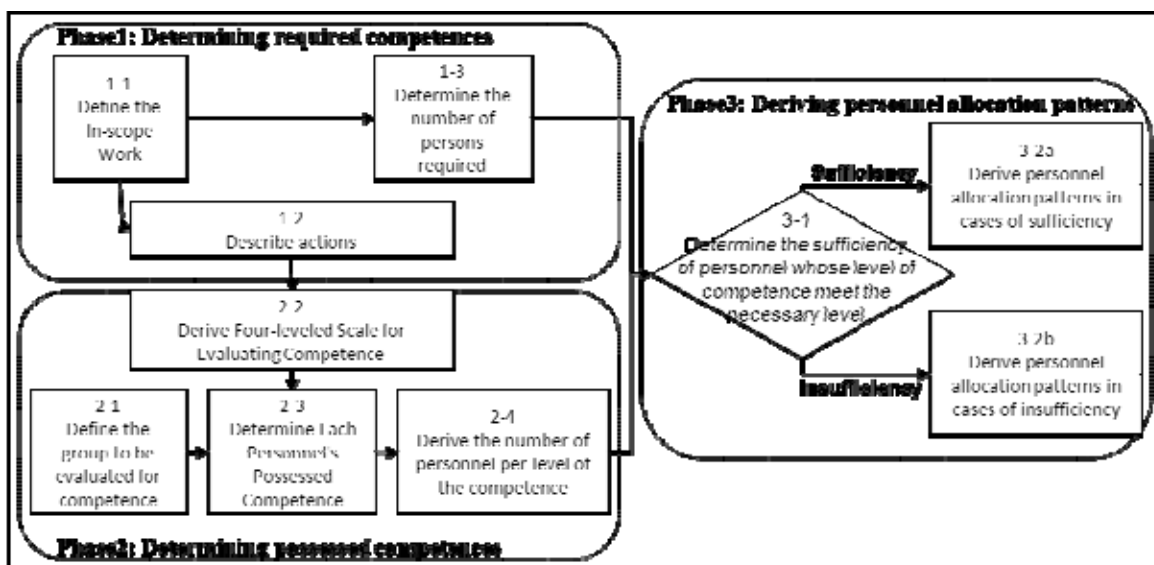 Phase1: Determining required competences
1-1
Define the
In-scope
Work
1-3
Determine the
number of
persons
required
1-2
Describe actions
2-2
Derive Four-leveled Scale for
Evaluating Competence
2-1
Define the
group to be
evaluated for
competence
2-3
Determine Each
Personnel's
Possessed
Competence
2-4
Derive the number of
personnel per level of
the competence
Phase2: Determining possessed competences
Phase3: Deriving personnel allocation patterns
3-1
Determine the sufficiency
of personnel whose level of
competence meet the
necessary level
Sufficiency
3-2a
Derive personnel
allocation patterns in
cases of sufficiency
Insufficiency
3-2b
Derive personnel
allocation patterns in
cases of insufficiency